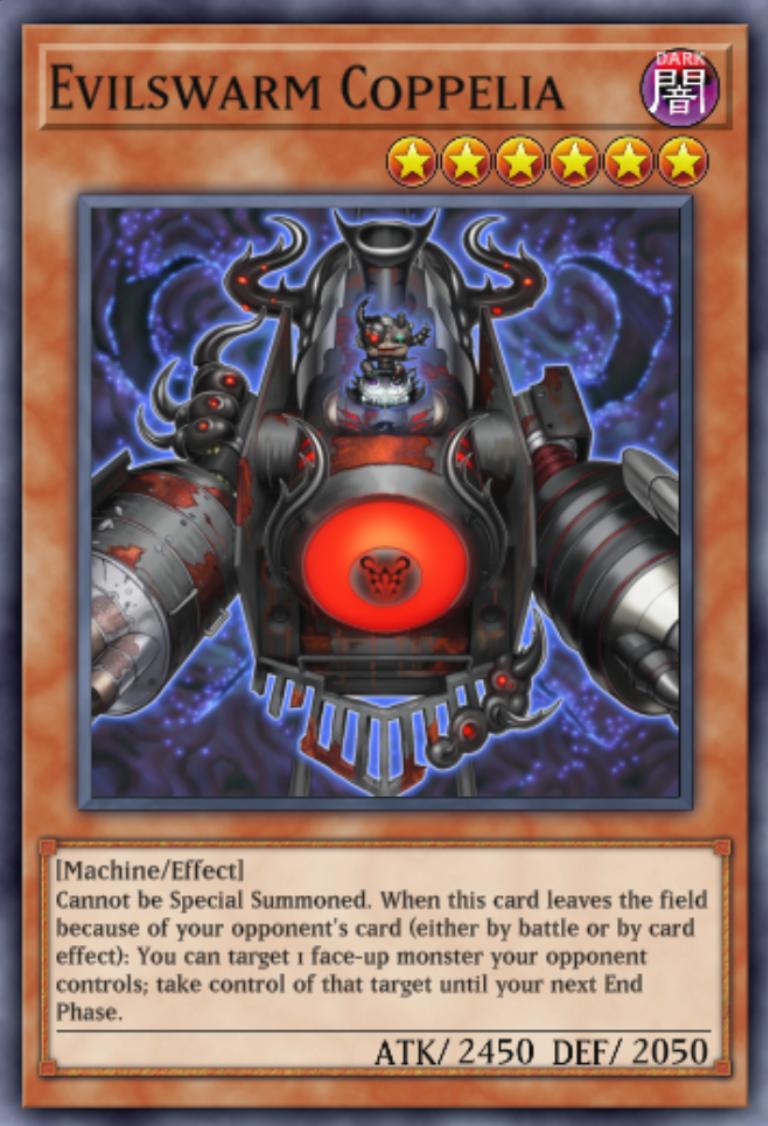 DARK
EVILSWARM COPPELIA
闇
[Machine/Effect]
Cannot be Special Summoned. When this card leaves the field
because of your opponent's card (either by battle or by card
effect): You can target 1 face-up monster your opponent
controls; take control of that target until your next End
Phase.
ATK/ 2450 DEF/ 2050